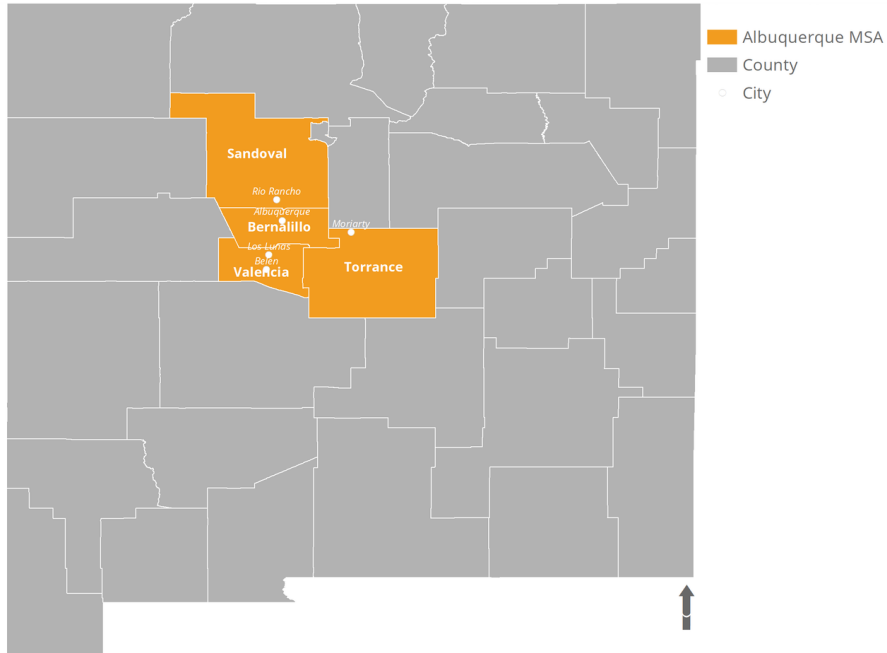 Albuquerque MSA
County
City
Sandoval
Rio Rancho
Albuquerque
Bernalillo
Moriarty
Los Lunas
Belen
Valencia
Torrance